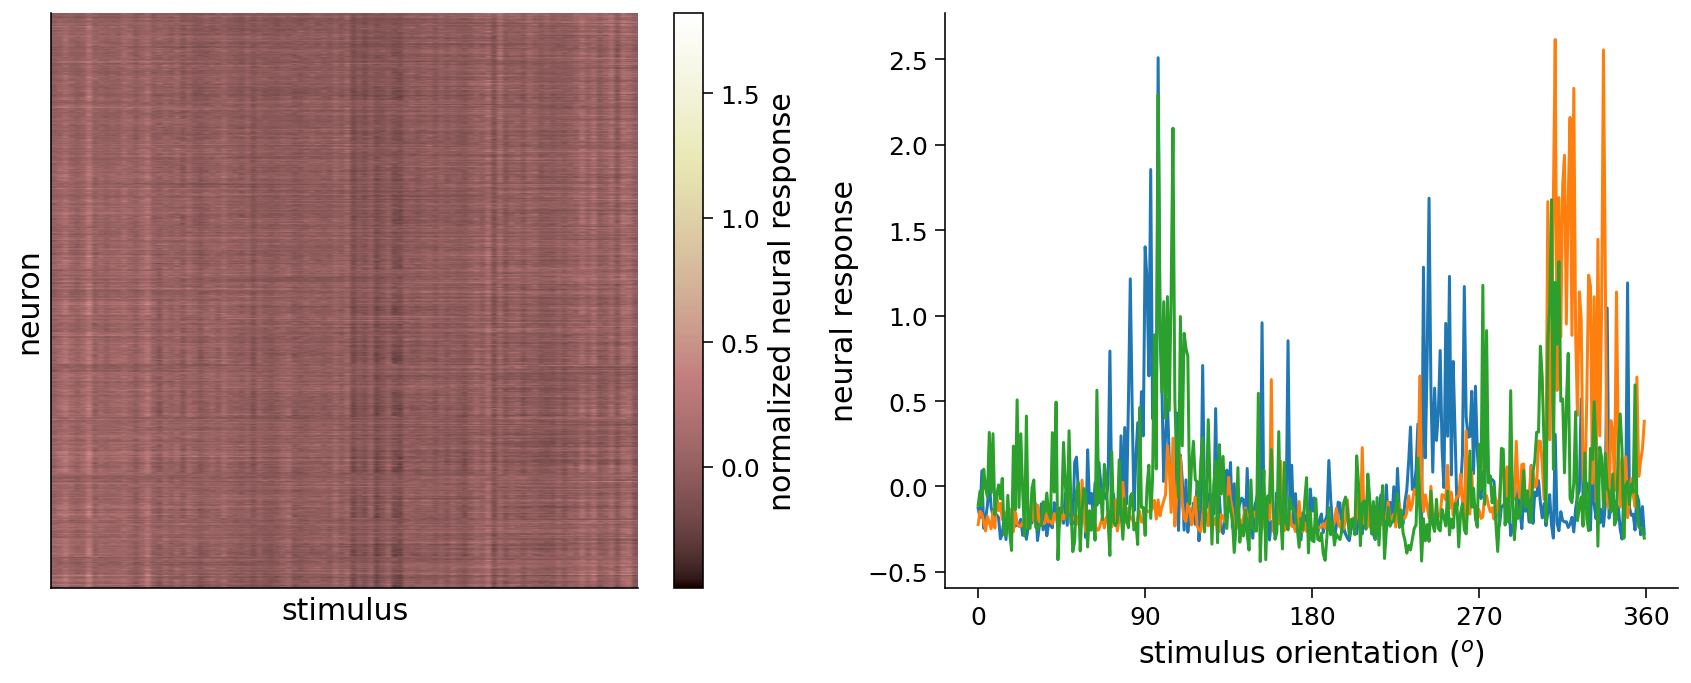 neuron
stimulus
1.5
1.0
0.5
0.0
normalized neural response
neural response
2.5
2.0
1.5
1.0
0.5
0.0
−0.5
0 90 180 270 360
stimulus orientation (o)